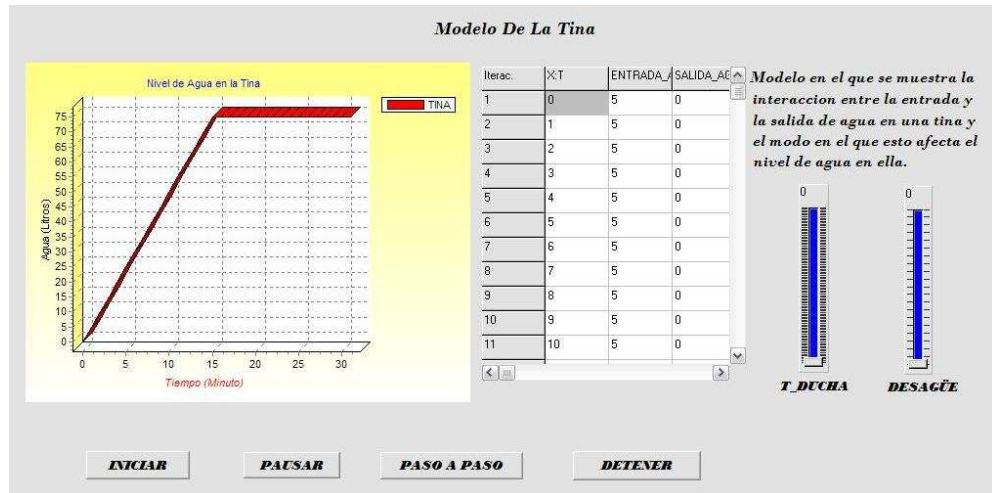 Modelo De La Tina
Nivel de Agua en la Tina
TINA
Agua (Litros)
75
70
65
60
55
50
45
40
35
30
25
20
15
10
5
0
0 5 10 15 20 25 30
Tiempo (Minuto)
Iterac. X:T ENTRADA_A SALIDA_AG
1 0 5 0
2 1 5 0
3 2 5 0
4 3 5 0
5 4 5 0
6 5 5 0
7 6 5 0
8 7 5 0
9 8 5 0
10 9 5 0
11 10 5 0
Modelo en el que se muestra la
interaccion entre la entrada y
la salida de agua en una tina y
el modo en el que esto afecta el
nivel de agua en ella.
0 0
T_DUCHA DESAGÜE
INICIAR PAUSAR PASO A PASO DETENER